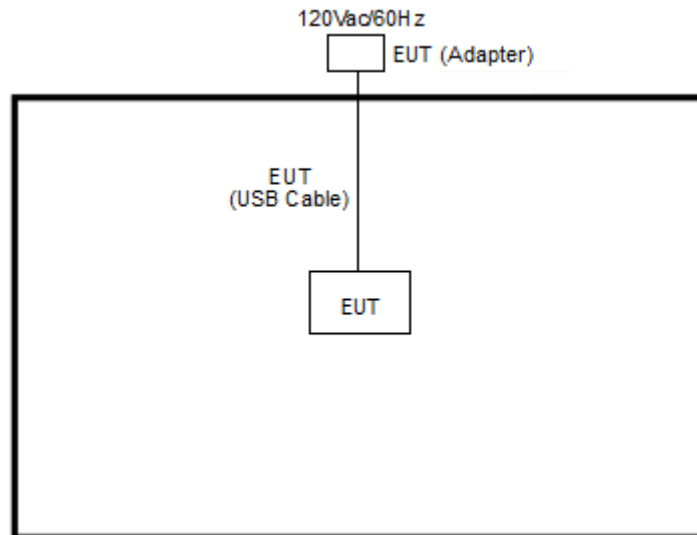 120Vac/60Hz
EUT (Adapter)
EUT
(USB Cable)
EUT